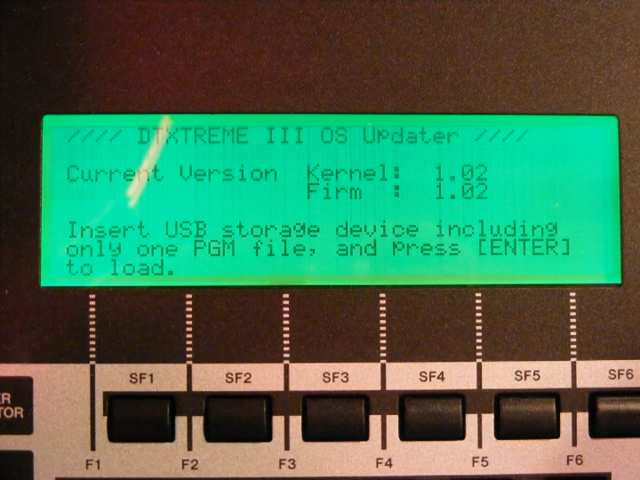 //// DTXTREME III OS Updater ////
Current Version Kernel: 1.02
Firm : 1.02
Insert USB storage device including
only one PGM file, and press [ENTER]
to load.
SF1 SF2 SF3 SF4 SF5 SF6
F1 F2 F3 F4 F5 F6